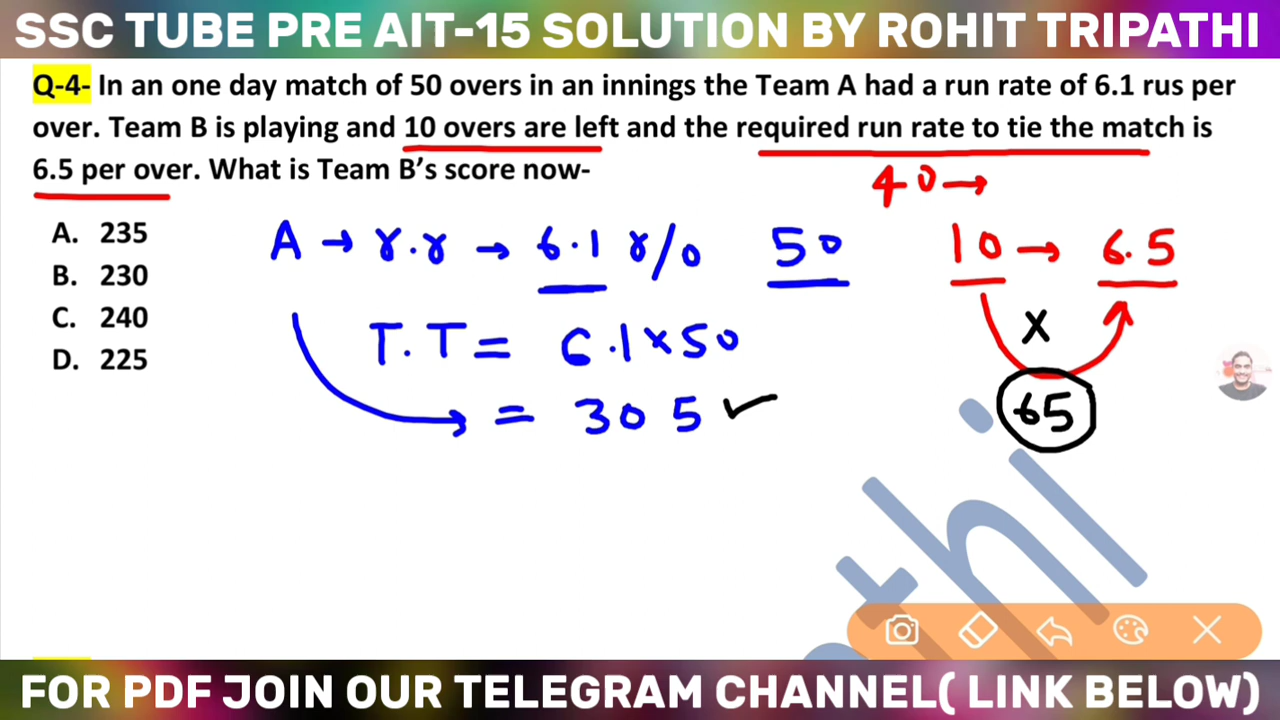 SSC TUBE PRE AIT-15 SOLUTION BY ROHIT TRIPATHI
Q-4- In an one day match of 50 overs in an innings the Team A had a run rate of 6.1 rus per
over. Team B is playing and 10 overs are left and the required run rate to tie the match is
6.5 per over. What is Team B's score now-
40→
A. 235
B. 230
C. 240
D. 225
A → r.r → 6.1 r/o 50
10 → 6.5
T.T = 6.1×50
×
= 305 ✓
65
thi
FOR PDF JOIN OUR TELEGRAM CHANNEL( LINK BELOW)